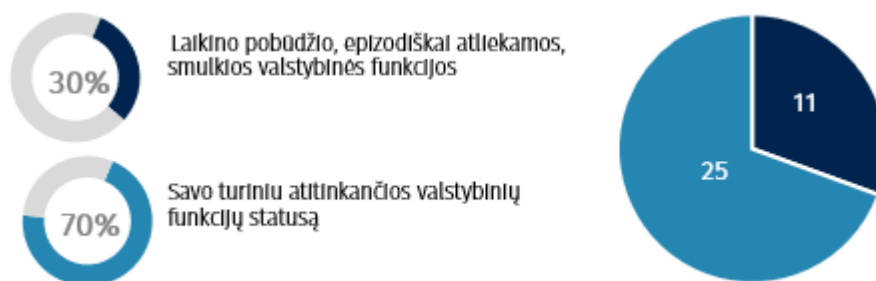 30%
Laikino pobūdžio, epizodiškai atliekamos,
smulkios valstybinės funkcijos
70%
Savo turiniu atitinkančios valstybinių
funkcijų statusą
11
25